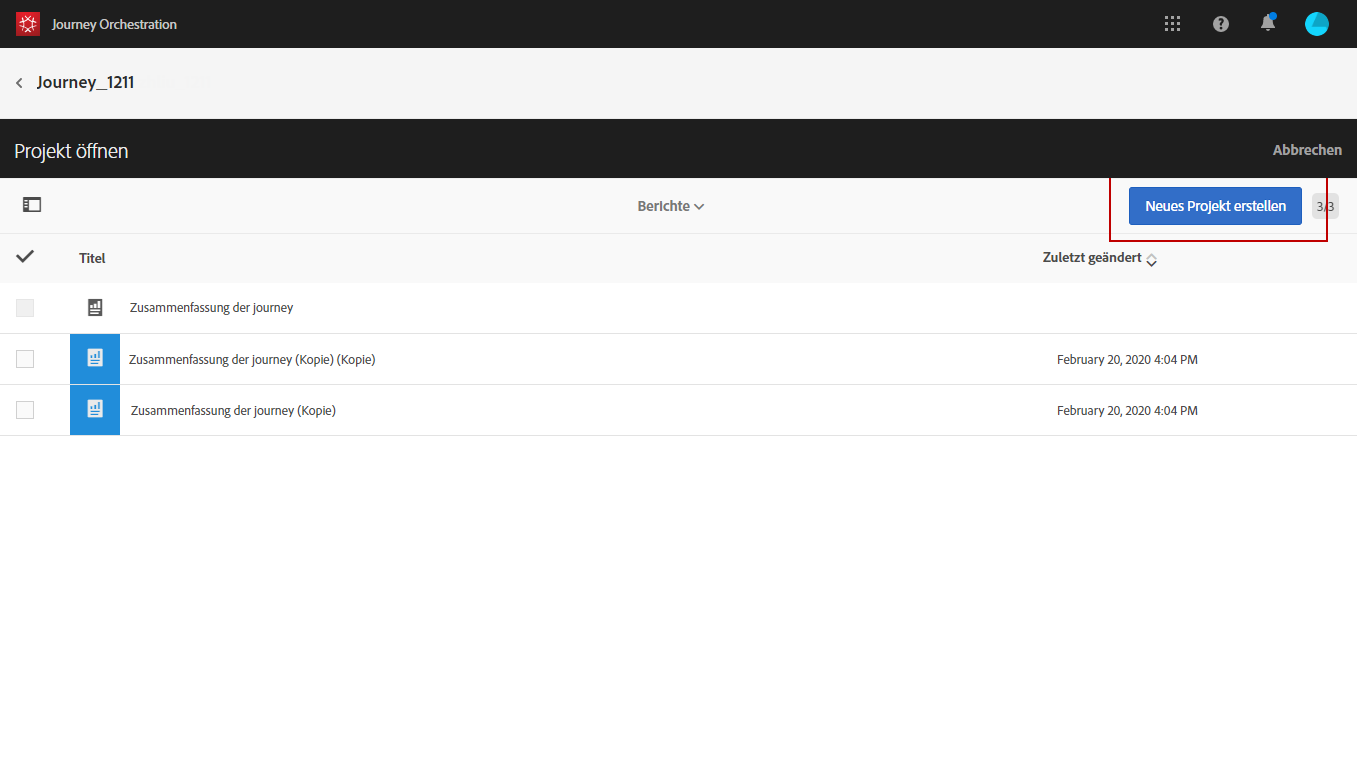 Journey Orchestration
Journey_1211
Projekt öffnen
Abbrechen
Berichte
Neues Projekt erstellen
3/3
Titel
Zuletzt geändert
Zusammenfassung der journey
Zusammenfassung der journey (Kopie) (Kopie)
February 20, 2020 4:04 PM
Zusammenfassung der journey (Kopie)
February 20, 2020 4:04 PM